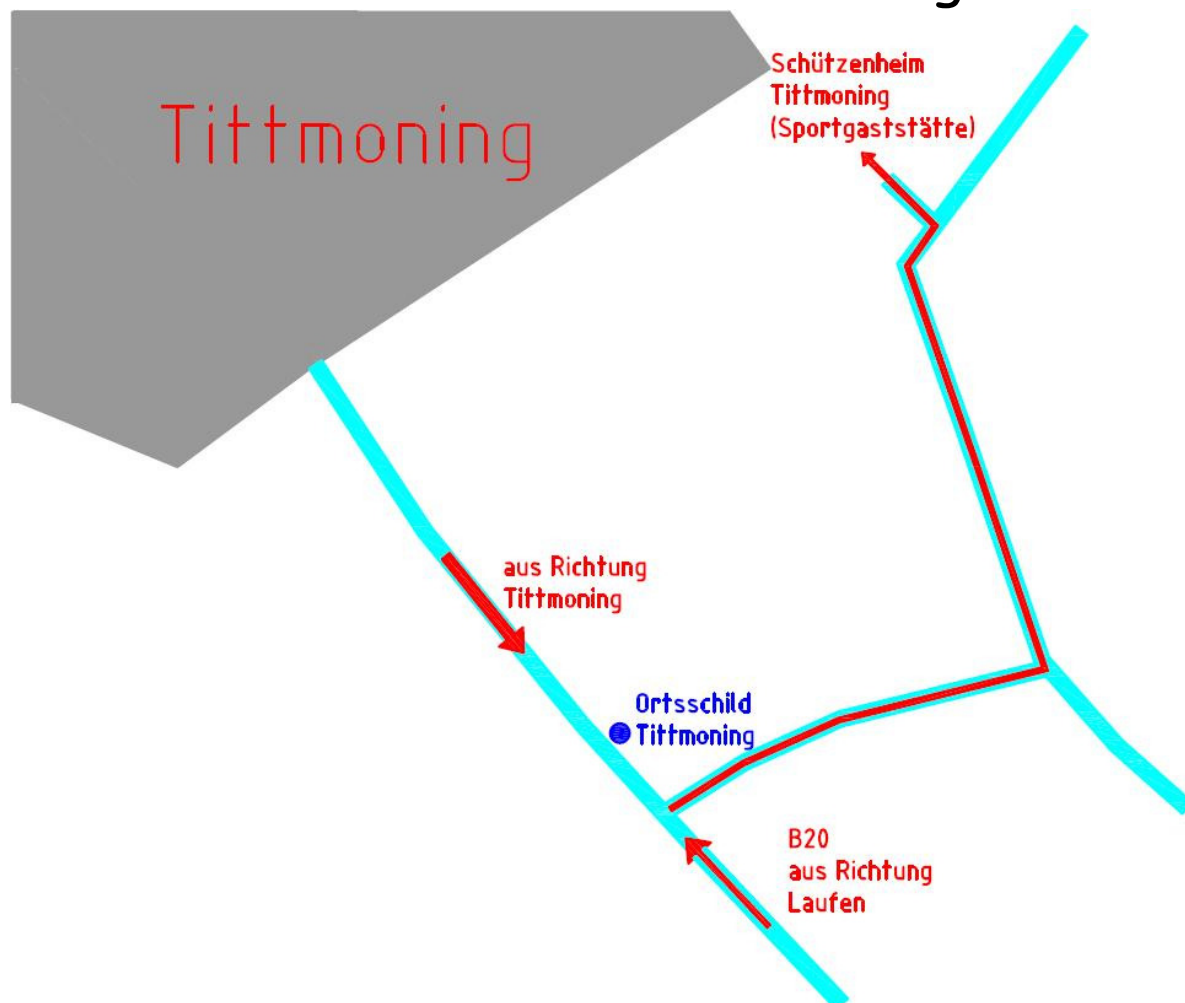 g
Tittmoning
Schützenheim
Tittmoning
(Sportgaststätte)
aus Richtung
Tittmoning
Ortsschild
Tittmoning
B20
aus Richtung
Laufen